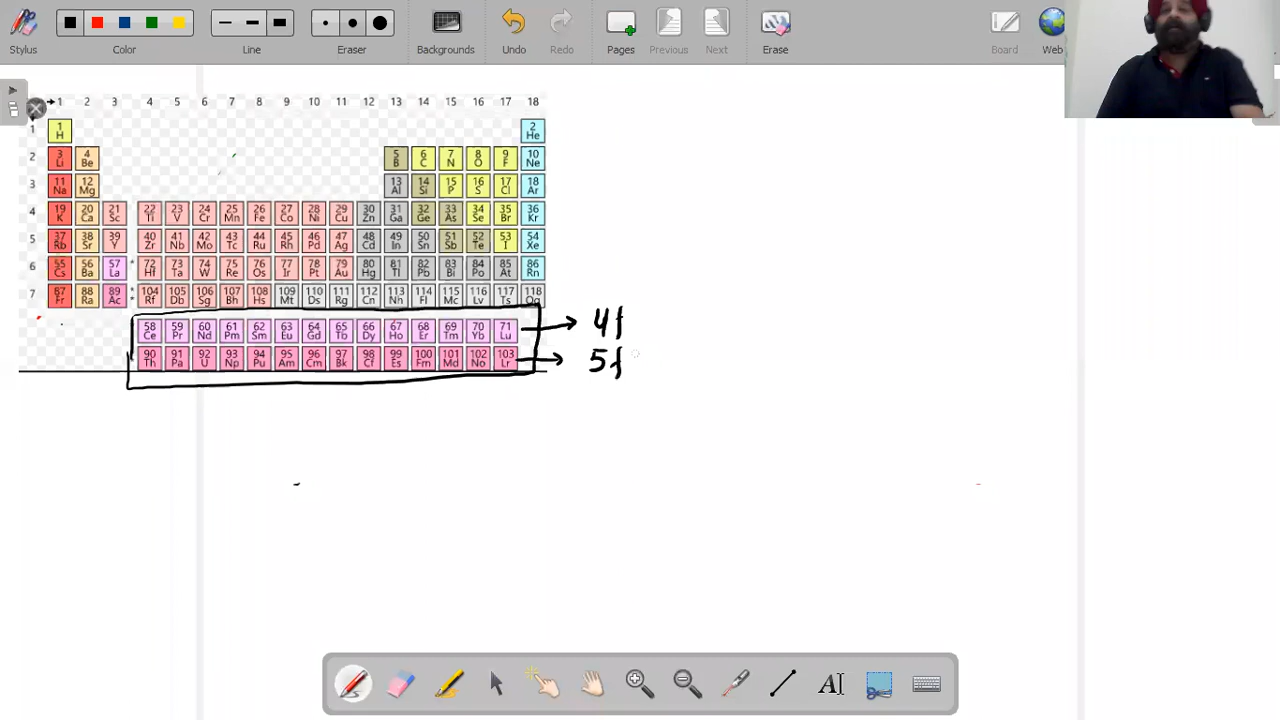 Stylus Color Line Eraser Backgrounds Undo Redo Pages Previous Next Erase Board Web
1 2 3 4 5 6 7 8 9 10 11 12 13 14 15 16 17 18
1 1 H 2 He
2 3 Li 4 Be 5 B 6 C 7 N 8 O 9 F 10 Ne
3 11 Na 12 Mg 13 Al 14 Si 15 P 16 S 17 Cl 18 Ar
4 19 K 20 Ca 21 Sc 22 Ti 23 V 24 Cr 25 Mn 26 Fe 27 Co 28 Ni 29 Cu 30 Zn 31 Ga 32 Ge 33 As 34 Se 35 Br 36 Kr
5 37 Rb 38 Sr 39 Y 40 Zr 41 Nb 42 Mo 43 Tc 44 Ru 45 Rh 46 Pd 47 Ag 48 Cd 49 In 50 Sn 51 Sb 52 Te 53 I 54 Xe
6 55 Cs 56 Ba 57 La * 72 Hf 73 Ta 74 W 75 Re 76 Os 77 Ir 78 Pt 79 Au 80 Hg 81 Tl 82 Pb 83 Bi 84 Po 85 At 86 Rn
7 87 Fr 88 Ra 89 Ac * * 104 Rf 105 Db 106 Sg 107 Bh 108 Hs 109 Mt 110 Ds 111 Rg 112 Cn 113 Nh 114 Fl 115 Mc 116 Lv 117 Ts 118 Og
58 Ce 59 Pr 60 Nd 61 Pm 62 Sm 63 Eu 64 Gd 65 Tb 66 Dy 67 Ho 68 Er 69 Tm 70 Yb 71 Lu 4f
90 Th 91 Pa 92 U 93 Np 94 Pu 95 Am 96 Cm 97 Bk 98 Cf 99 Es 100 Fm 101 Md 102 No 103 Lr 5f